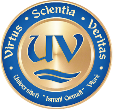 Virtus • Scientia • Veritas
UV
Universiteti "Ismail Qemali" Vlorë